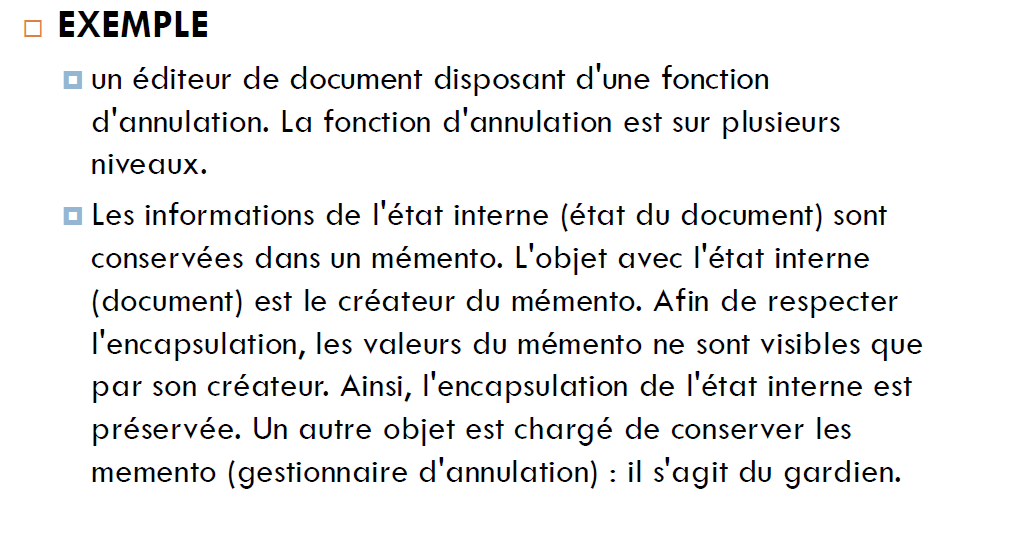 EXEMPLE
un éditeur de document disposant d'une fonction
d'annulation. La fonction d'annulation est sur plusieurs
niveaux.
Les informations de l'état interne (état du document) sont
conservées dans un mémento. L'objet avec l'état interne
(document) est le créateur du mémento. Afin de respecter
l'encapsulation, les valeurs du mémento ne sont visibles que
par son créateur. Ainsi, l'encapsulation de l'état interne est
préservée. Un autre objet est chargé de conserver les
memento (gestionnaire d'annulation) : il s'agit du gardien.